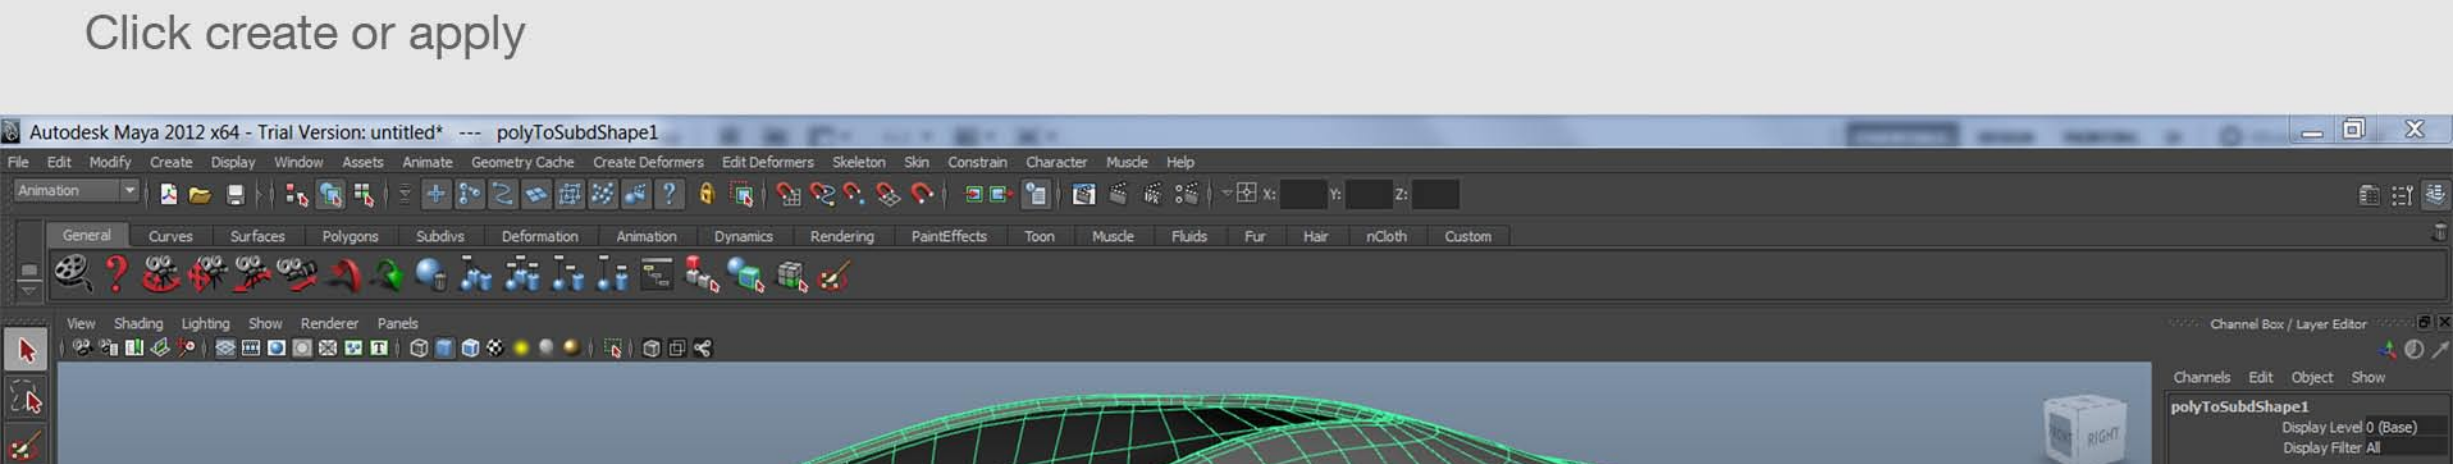 Click create or apply
Autodesk Maya 2012 x64 - Trial Version: untitled* --- polyToSubdShape1
File Edit Modify Create Display Window Assets Animate Geometry Cache Create Deformers Edit Deformers Skeleton Skin Constrain Character Muscle Help
Animation X: Y: Z:
General Curves Surfaces Polygons Subdivs Deformation Animation Dynamics Rendering PaintEffects Toon Muscle Fluids Fur Hair nCloth Custom
View Shading Lighting Show Renderer Panels
Channel Box / Layer Editor
Channels Edit Object Show
polyToSubdShape1
Display Level 0 (Base)
Display Filter All
FRONT RIGHT